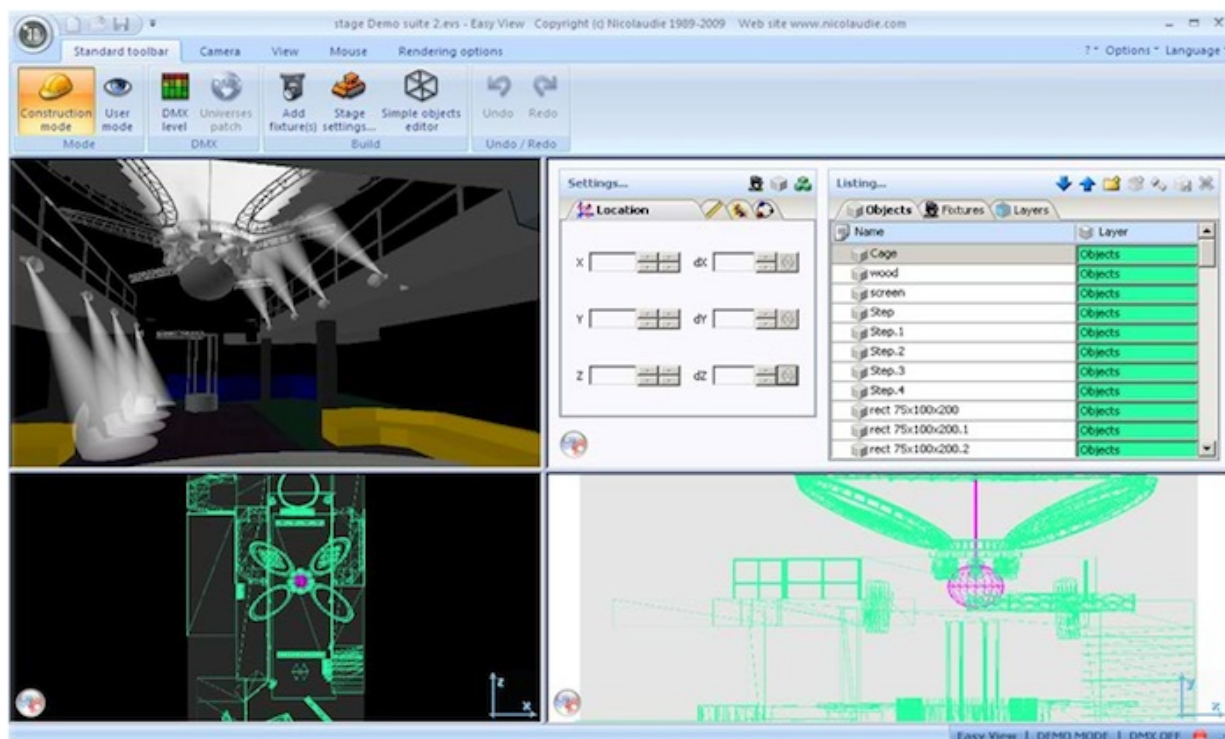 stage Demo suite 2.evs - Easy View Copyright (c) Nicolaudie 1989-2009 Web site www.nicolaudie.com
Standard toolbar Camera View Mouse Rendering options ? Options Language
Construction mode User mode DMX level Universes patch Add fixture(s) Stage settings... Simple objects editor Undo Redo
Mode DMX Build Undo / Redo
Settings... Listing...
Location Objects Fixtures Layers
Name Layer
Cage Objects
X dX wood Objects
screen Objects
Step Objects
Y dY Step.1 Objects
Step.2 Objects
Step.3 Objects
Z dZ Step.4 Objects
rect 75x100x200 Objects
rect 75x100x200.1 Objects
rect 75x100x200.2 Objects
z y
x x
Easy View | DEMO MODE | DMX OFF